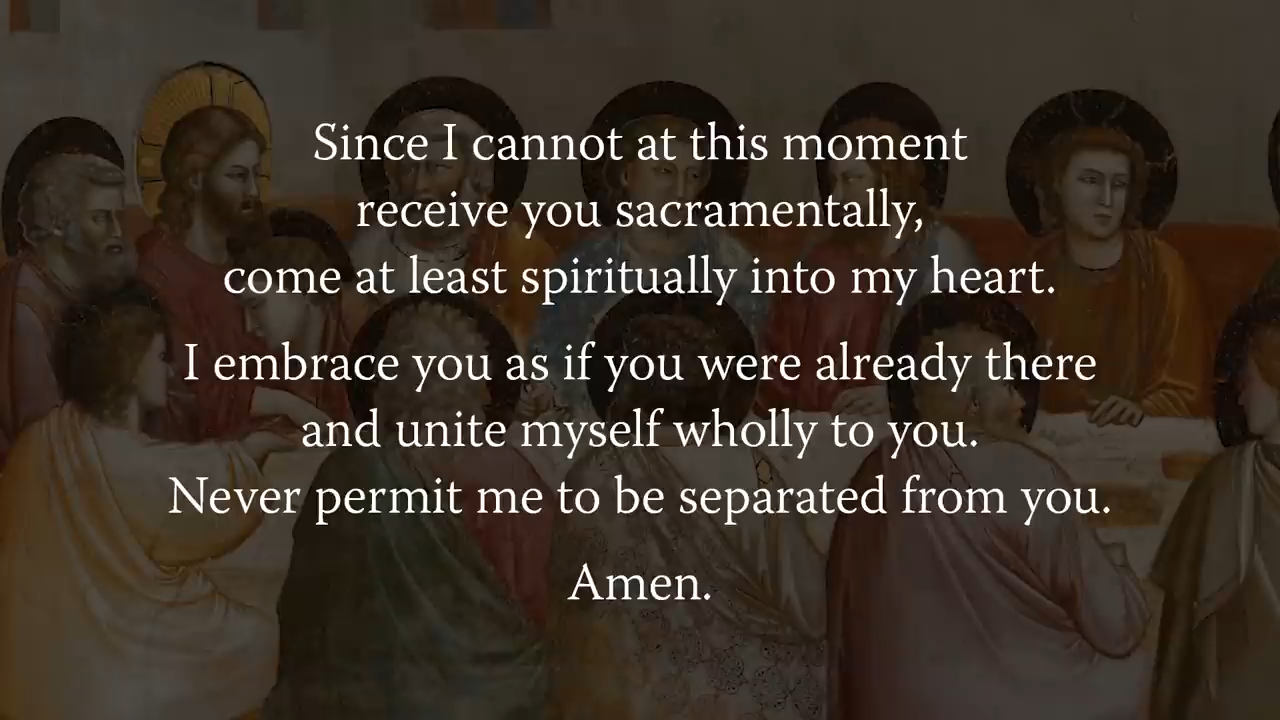 Since I cannot at this moment
receive you sacramentally,
come at least spiritually into my heart.
I embrace you as if you were already there
and unite myself wholly to you.
Never permit me to be separated from you.
Amen.